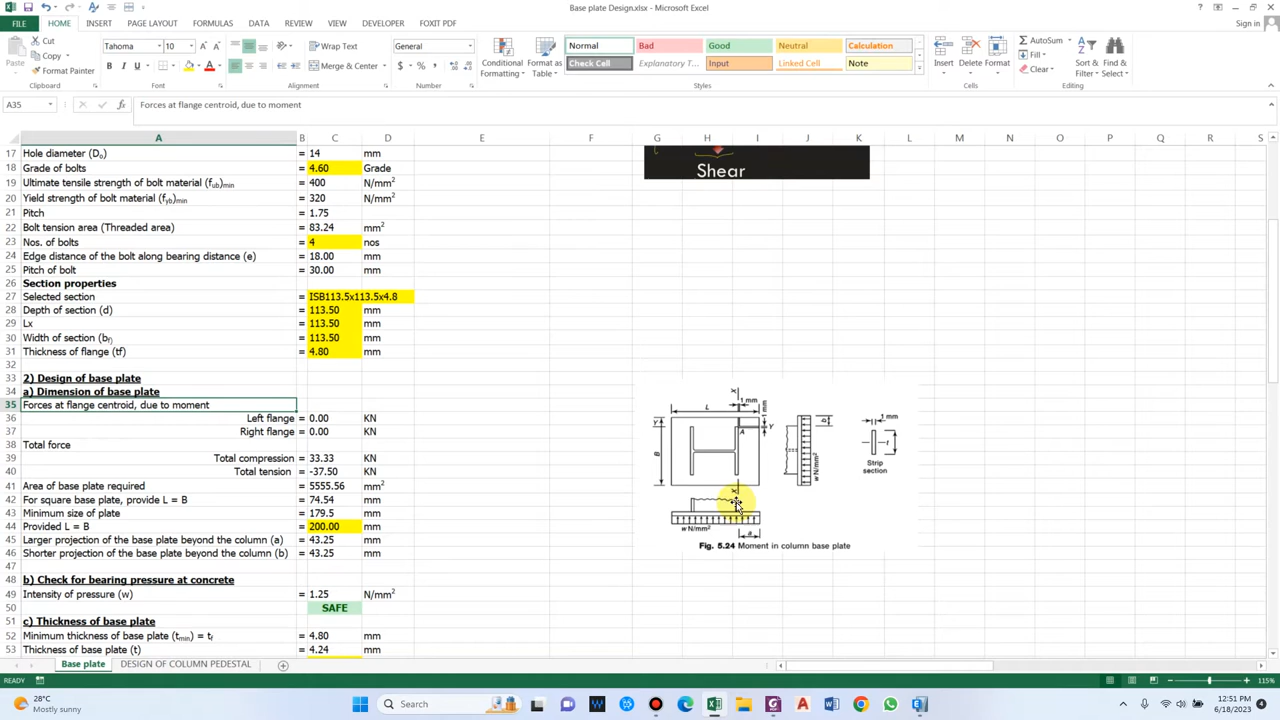 Base plate Design.xlsx - Microsoft Excel
FILE HOME INSERT PAGE LAYOUT FORMULAS DATA REVIEW VIEW DEVELOPER FOXIT PDF Sign in
Cut
Copy
Format Painter
Paste
Clipboard
Tahoma 10
B I U
Font
Wrap Text
Merge & Center
Alignment
General
Number
Conditional Formatting
Format as Table
Normal Bad Good Neutral Calculation
Check Cell Explanatory T... Input Linked Cell Note
Styles
Insert Delete Format
Cells
AutoSum
Fill
Clear
Sort & Filter
Find & Select
Editing
A35 Forces at flange centroid, due to moment
A B C D E F G H I J K L M N O P Q R S
17 Hole diameter (Do) = 14 mm
18 Grade of bolts = 4.60 Grade
19 Ultimate tensile strength of bolt material (fub)min = 400 N/mm2
20 Yield strength of bolt material (fyb)min = 320 N/mm2
21 Pitch = 1.75
22 Bolt tension area (Threaded area) = 83.24 mm2
23 Nos. of bolts = 4 nos
24 Edge distance of the bolt along bearing distance (e) = 18.00 mm
25 Pitch of bolt = 30.00 mm
26 Section properties
27 Selected section = ISB113.5x113.5x4.8
28 Depth of section (d) = 113.50 mm
29 Lx = 113.50 mm
30 Width of section (bf) = 113.50 mm
31 Thickness of flange (tf) = 4.80 mm
32
33 2) Design of base plate
34 a) Dimension of base plate
35 Forces at flange centroid, due to moment
36 Left flange = 0.00 KN
37 Right flange = 0.00 KN
38 Total force
39 Total compression = 33.33 KN
40 Total tension = -37.50 KN
41 Area of base plate required = 5555.56 mm2
42 For square base plate, provide L = B = 74.54 mm
43 Minimum size of plate = 179.5 mm
44 Provided L = B = 200.00 mm
45 Larger projection of the base plate beyond the column (a) = 43.25 mm
46 Shorter projection of the base plate beyond the column (b) = 43.25 mm
47
48 b) Check for bearing pressure at concrete
49 Intensity of pressure (w) = 1.25 N/mm2
50 SAFE
51 c) Thickness of base plate
52 Minimum thickness of base plate (tmin) = tf = 4.80 mm
53 Thickness of base plate (t) = 4.24 mm
Shear
X
1 mm
L
1 mm
Y
A
Y
B
X
b
w N/mm2
1 mm
t
Strip section
w N/mm2
a
Fig. 5.24 Moment in column base plate
Base plate DESIGN OF COLUMN PEDESTAL
READY 115%
28°C
Mostly sunny
Search
12:51 PM
6/18/2023